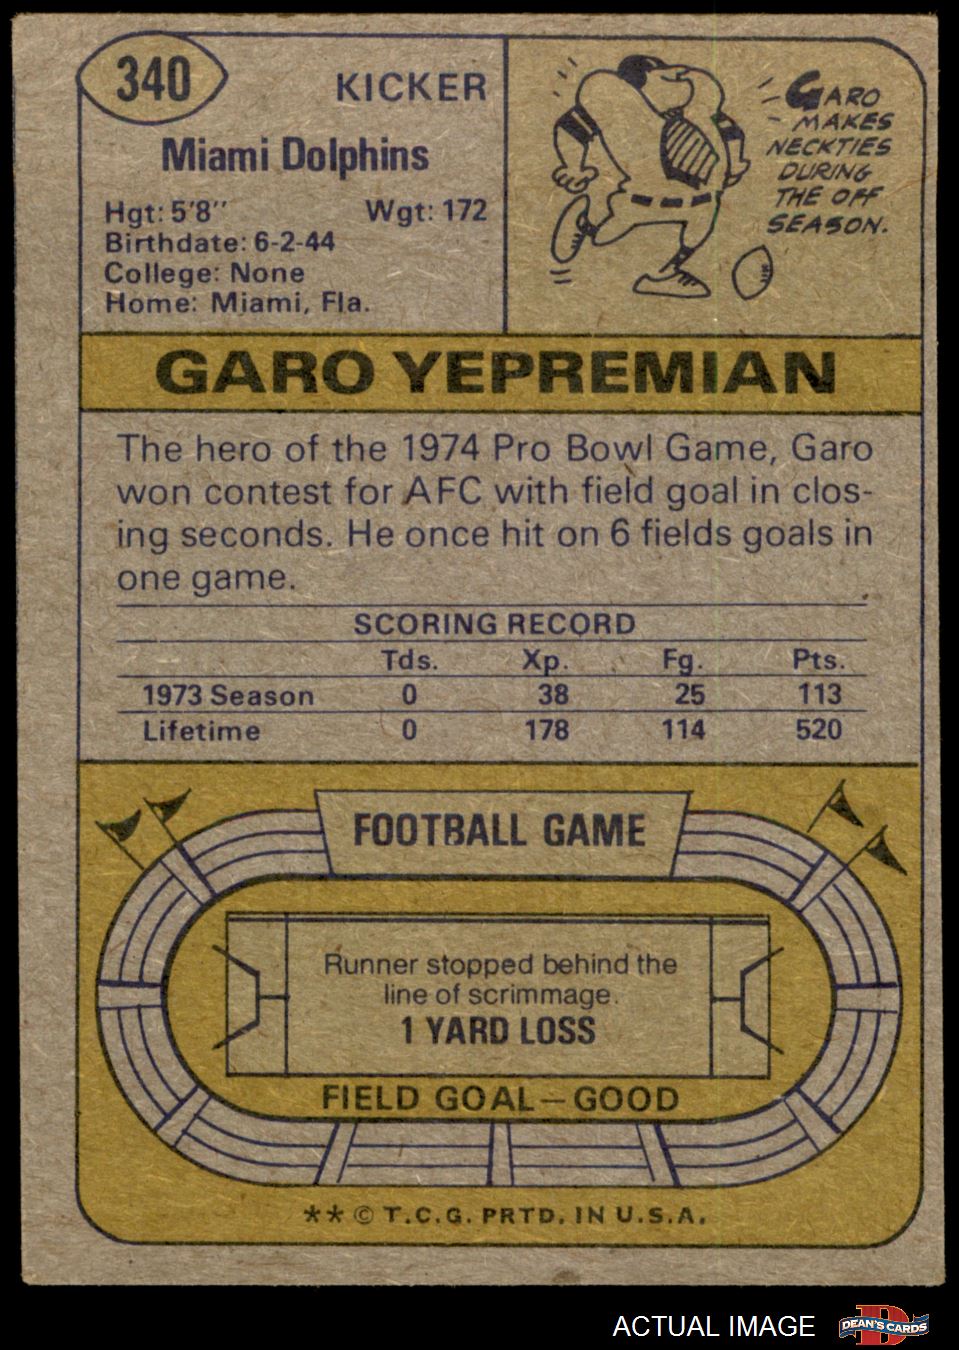 340
KICKER
Miami Dolphins
Hgt: 5'8" Wgt: 172
Birthdate: 6-2-44
College: None
Home: Miami, Fla.
GARO
MAKES
NECKTIES
DURING
THE OFF
SEASON.
GARO YEPREMIAN
The hero of the 1974 Pro Bowl Game, Garo
won contest for AFC with field goal in clos-
ing seconds. He once hit on 6 fields goals in
one game.
SCORING RECORD
Tds. Xp. Fg. Pts.
1973 Season 0 38 25 113
Lifetime 0 178 114 520
FOOTBALL GAME
Runner stopped behind the
line of scrimmage.
1 YARD LOSS
FIELD GOAL—GOOD
** © T.C.G. PRTD. IN U.S.A.
ACTUAL IMAGE
DEAN'S CARDS